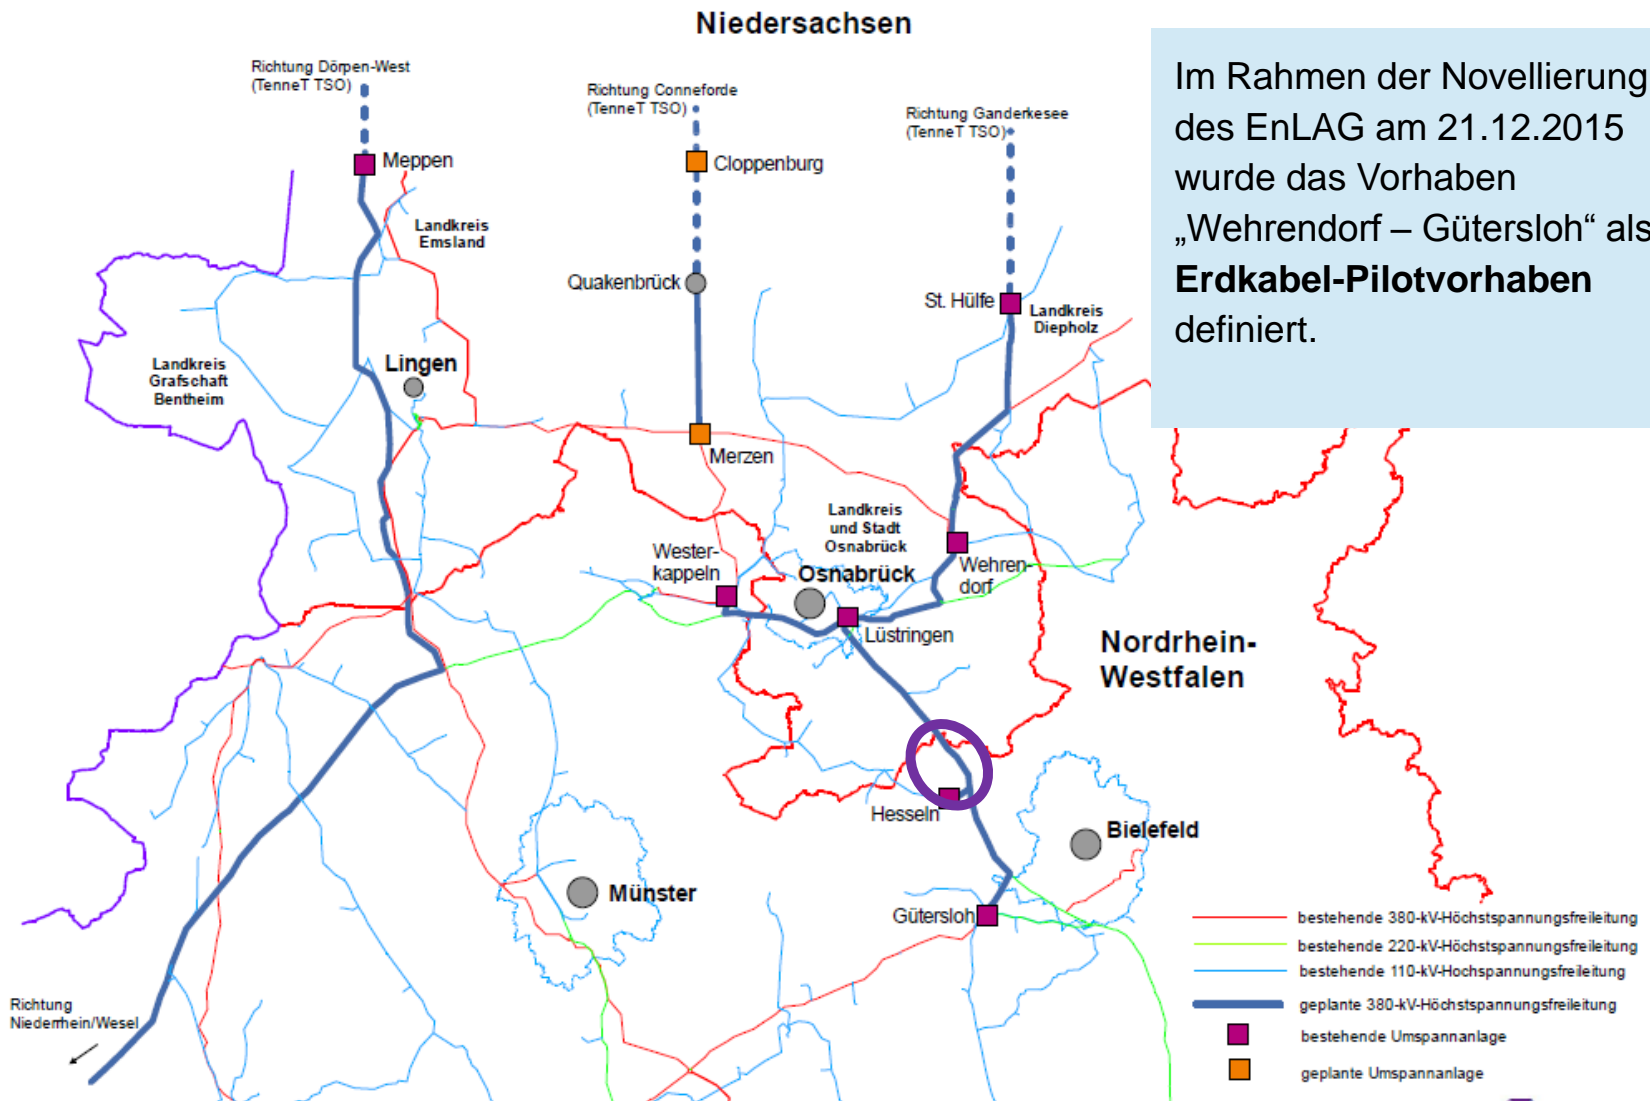 Niedersachsen
Im Rahmen der Novellierung
des EnLAG am 21.12.2015
wurde das Vorhaben
„Wehrendorf – Gütersloh“ als
Erdkabel-Pilotvorhaben
definiert.
Richtung Dörpen-West
(TenneT TSO)
Richtung Conneforde
(TenneT TSO)
Richtung Ganderkesee
(TenneT TSO)
Meppen
Cloppenburg
Landkreis
Emsland
Quakenbrück
St. Hülfe
Landkreis
Diepholz
Landkreis
Grafschaft
Bentheim
Lingen
Merzen
Landkreis
und Stadt
Osnabrück
Wester-
kappeln
Osnabrück
Wehren-
dorf
Lüstringen
Nordrhein-
Westfalen
Hesseln
Bielefeld
Münster
Gütersloh
Richtung
Niederrhein/Wesel
bestehende 380-kV-Höchstspannungsfreileitung
bestehende 220-kV-Höchstspannungsfreileitung
bestehende 110-kV-Hochspannungsfreileitung
geplante 380-kV-Höchstspannungsfreileitung
bestehende Umspannanlage
geplante Umspannanlage